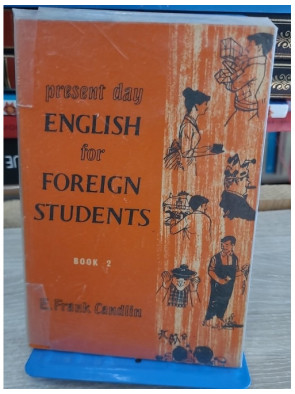 present day
ENGLISH
for
FOREIGN
STUDENTS
BOOK 2
E. Frank Candlin